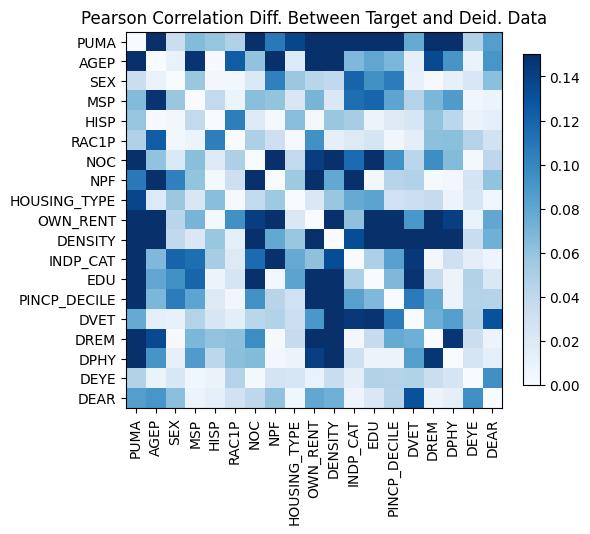 Pearson Correlation Diff. Between Target and Deid. Data
PUMA
AGEP
SEX
MSP
HISP
RAC1P
NOC
NPF
HOUSING_TYPE
OWN_RENT
DENSITY
INDP_CAT
EDU
PINCP_DECILE
DVET
DREM
DPHY
DEYE
DEAR
PUMA
AGEP
SEX
MSP
HISP
RAC1P
NOC
NPF
HOUSING_TYPE
OWN_RENT
DENSITY
INDP_CAT
EDU
PINCP_DECILE
DVET
DREM
DPHY
DEYE
DEAR
0.14
0.12
0.10
0.08
0.06
0.04
0.02
0.00